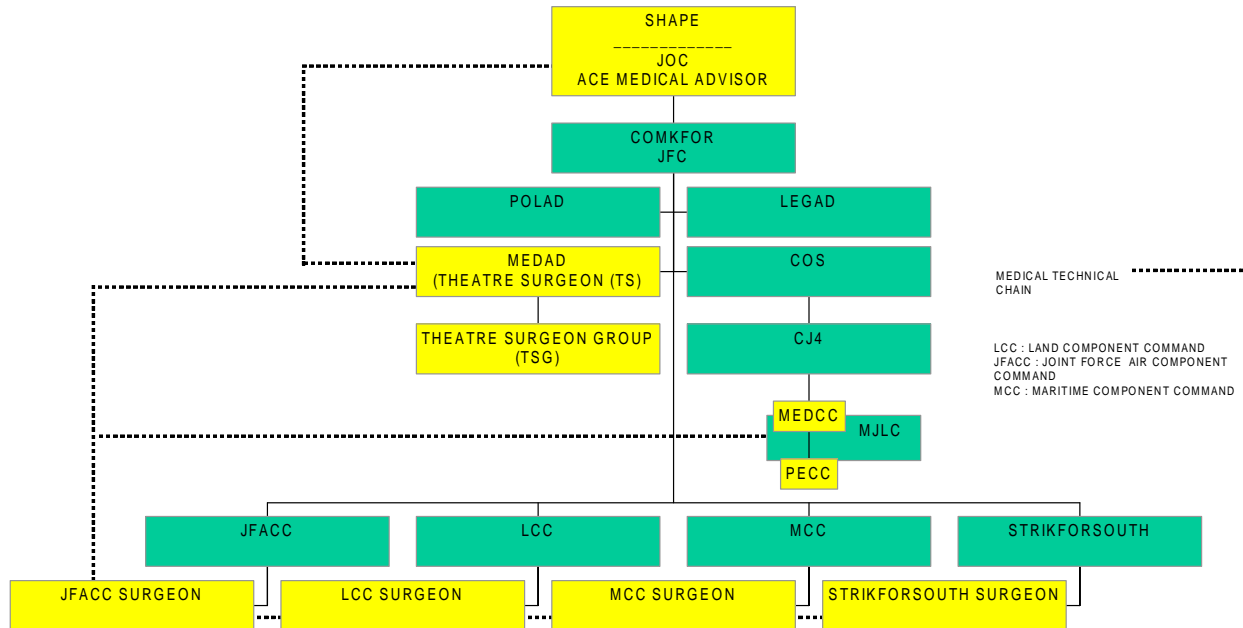 SHAPE
_____________
JOC
ACE MEDICAL ADVISOR
COMKFOR
JFC
POLAD
LEGAD
MEDAD
(THEATRE SURGEON (TS)
COS
THEATRE SURGEON GROUP
(TSG)
CJ4
MEDICAL TECHNICAL
CHAIN
LCC : LAND COMPONENT COMMAND
JFACC : JOINT FORCE AIR COMPONENT
COMMAND
MCC : MARITIME COMPONENT COMMAND
MEDCC
MJLC
PECC
JFACC
LCC
MCC
STRIKFORSOUTH
JFACC SURGEON
LCC SURGEON
MCC SURGEON
STRIKFORSOUTH SURGEON